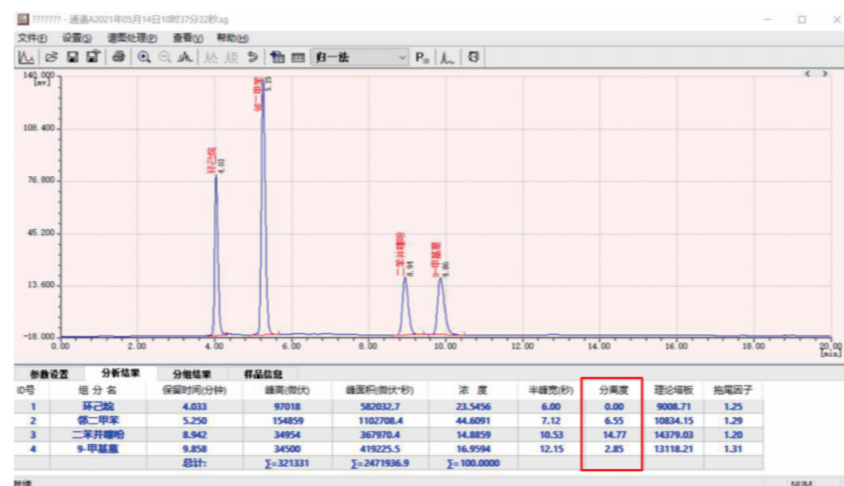 ??????? - 通道A2021年05月14日10时37分22秒.sg
文件(F) 设置(S) 谱图处理(P) 查看(V) 帮助(H)
归一法
140.000
[mv]
108.400
76.800
45.200
13.600
-18.000
环己烷 4.03
邻二甲苯 5.25
二苯并噻吩 8.94
9-甲基蒽 9.86
0.00 2.00 4.00 6.00 8.00 10.00 12.00 14.00 16.00 18.00 20.00
[min]
参数设置 分析结果 分组结果 样品信息
ID号 组 分 名 保留时间(分钟) 峰高(微伏) 峰面积(微伏*秒) 浓 度 半峰宽(秒) 分离度 理论塔板 拖尾因子
1 环己烷 4.033 97018 582032.7 23.5456 6.00 0.00 9008.71 1.25
2 邻二甲苯 5.250 154859 1102708.4 44.6091 7.12 6.55 10834.15 1.29
3 二苯并噻吩 8.942 34954 367970.4 14.8859 10.53 14.77 14379.03 1.20
4 9-甲基蒽 9.858 34500 419225.5 16.9594 12.15 2.85 13118.21 1.31
总计: ∑=321331 ∑=2471936.9 ∑=100.0000
就绪 NUM